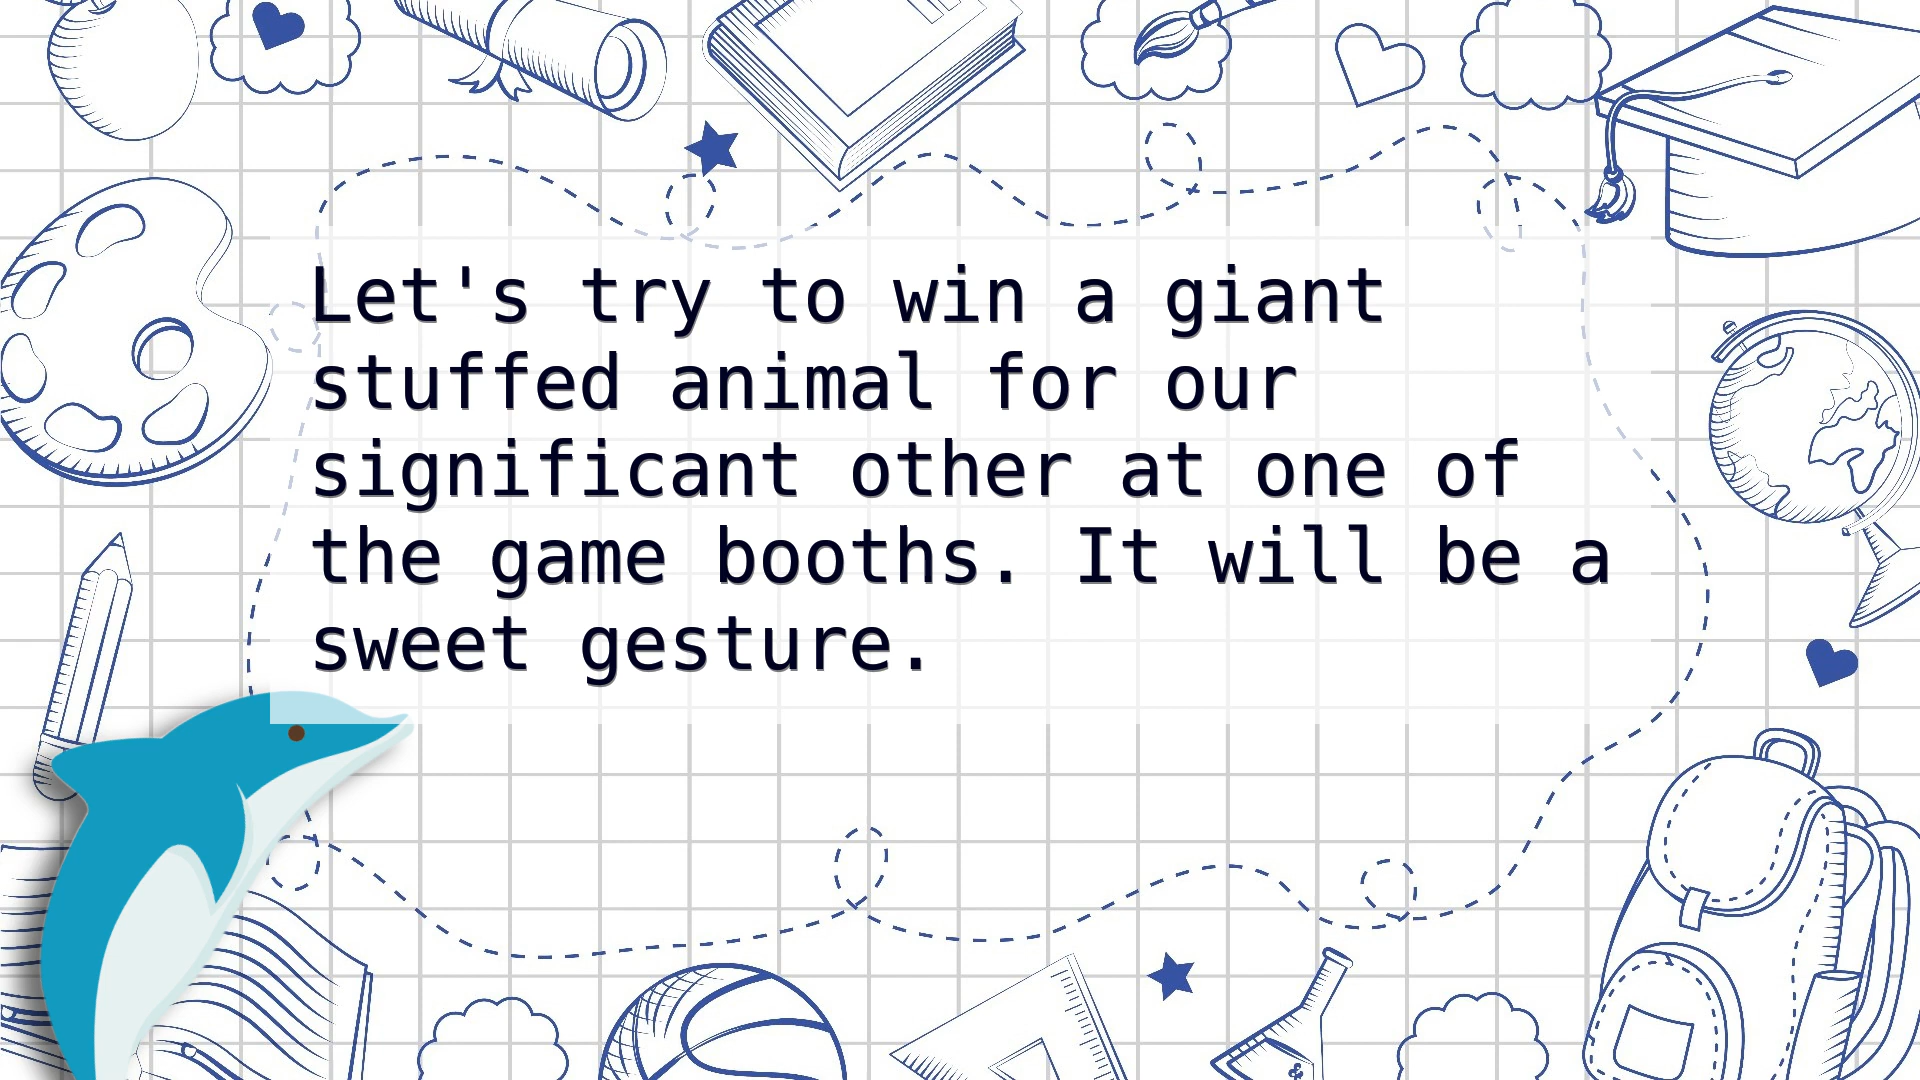 Let's try to win a giant
stuffed animal for our
significant other at one of
the game booths. It will be a
sweet gesture.